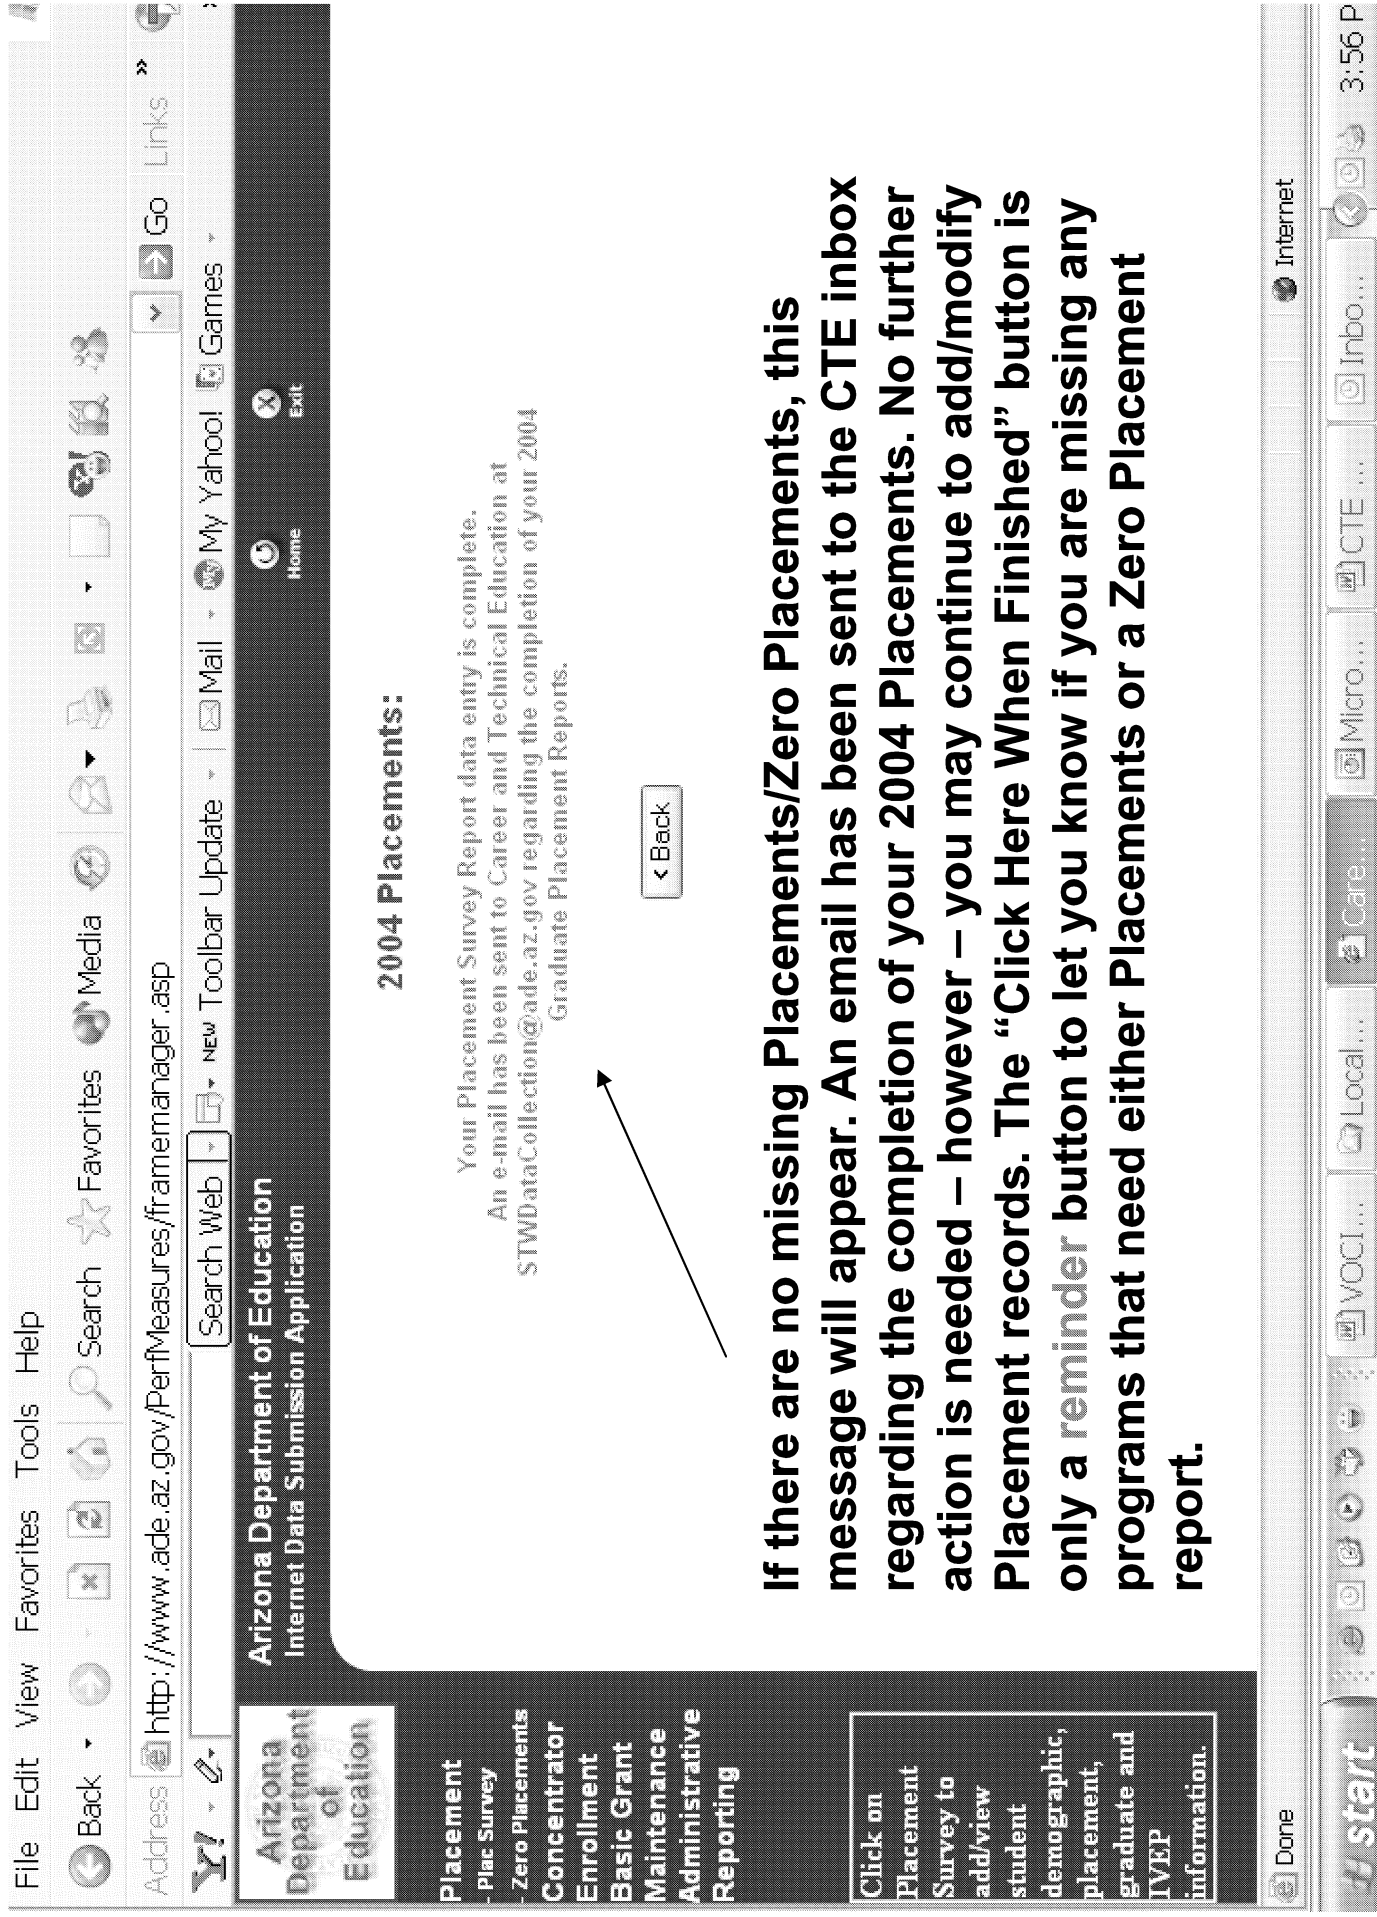 File Edit View Favorites Tools Help
Back Search Favorites Media
Address http://www.ade.az.gov/PerfMeasures/framemanager.asp Go Links »
Y! Search Web NEW Toolbar Update Mail My Yahoo! Games
Arizona
Department
of
Education
Arizona Department of Education
Internet Data Submission Application
Home
Exit
Placement
- Plac Survey
- Zero Placements
Concentrator
Enrollment
Basic Grant
Maintenance
Administrative
Reporting
Click on
Placement
Survey to
add/view
student
demographic,
placement,
graduate and
IVEP
information.
2004 Placements:
Your Placement Survey Report data entry is complete.
An e-mail has been sent to Career and Technical Education at
STWDataCollection@ade.az.gov regarding the completion of your 2004
Graduate Placement Reports.
< Back
If there are no missing Placements/Zero Placements, this
message will appear. An email has been sent to the CTE inbox
regarding the completion of your 2004 Placements. No further
action is needed – however – you may continue to add/modify
Placement records. The “Click Here When Finished” button is
only a reminder button to let you know if you are missing any
programs that need either Placements or a Zero Placement
report.
Done Internet
start VOCI ... Local... Care... Micro... CTE ... Inbo... 3:56 P